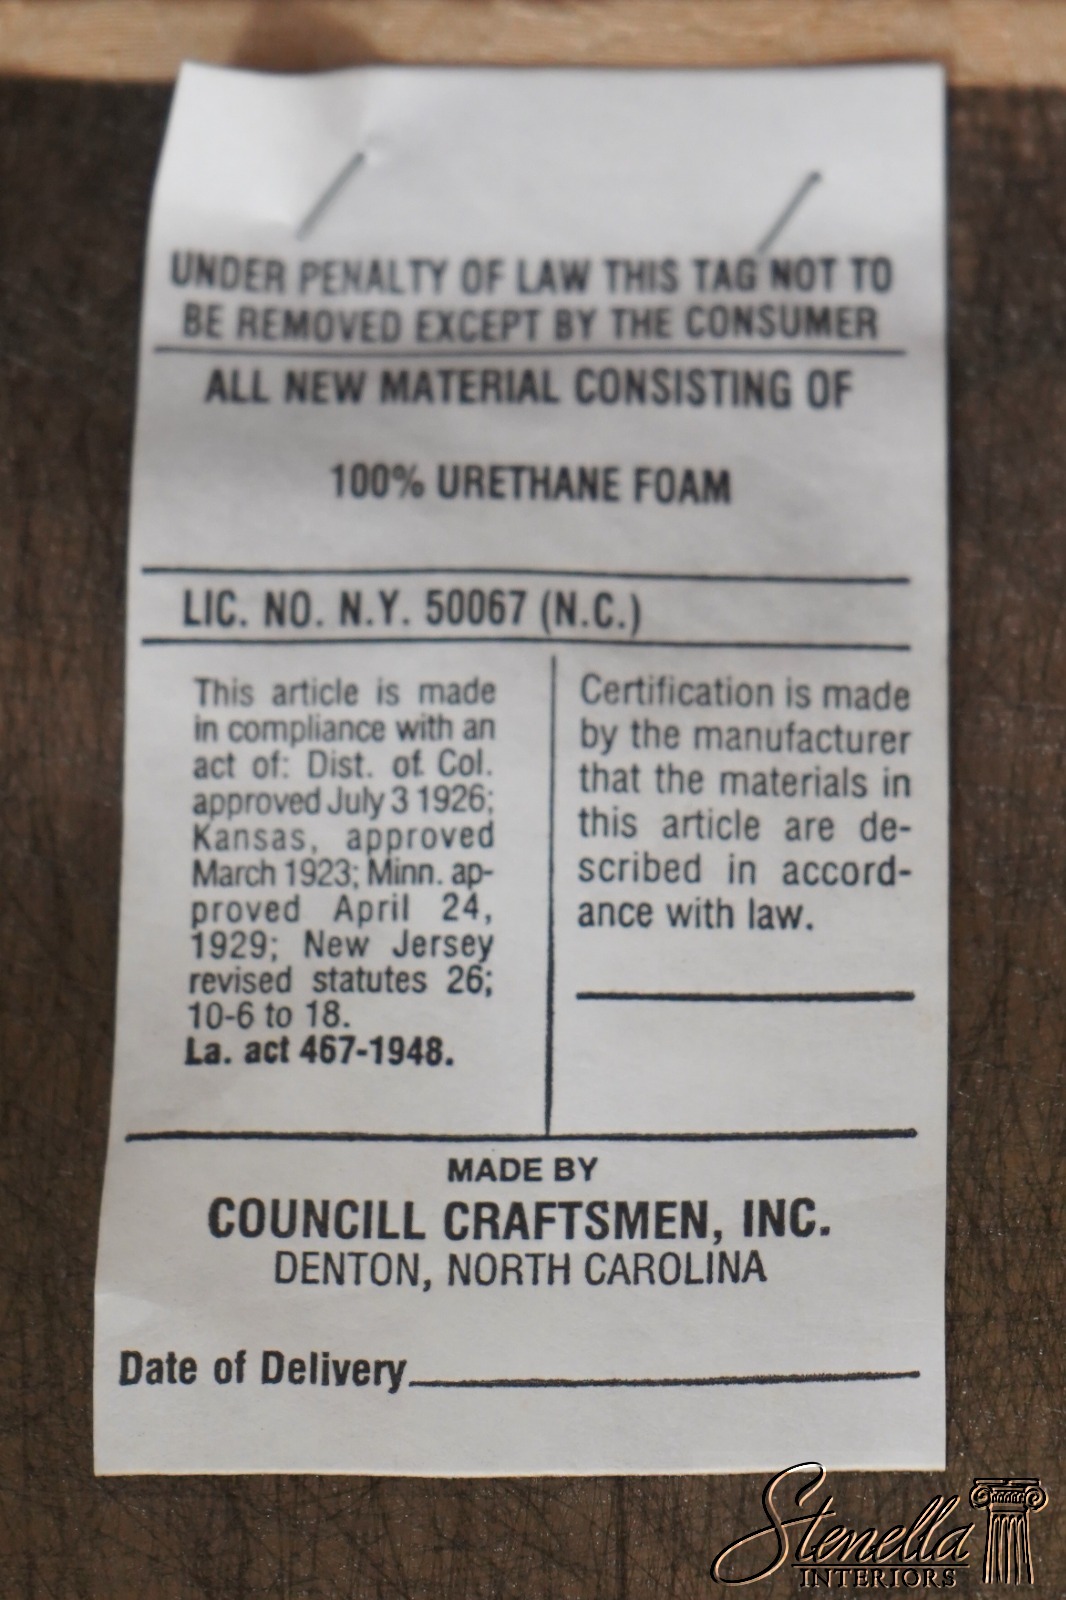 UNDER PENALTY OF LAW THIS TAG NOT TO
BE REMOVED EXCEPT BY THE CONSUMER
ALL NEW MATERIAL CONSISTING OF
100% URETHANE FOAM
LIC. NO. N.Y. 50067 (N.C.)
This article is made
in compliance with an
act of: Dist. of Col.
approved July 3 1926;
Kansas, approved
March 1923; Minn. ap-
proved April 24,
1929; New Jersey
revised statutes 26;
10-6 to 18.
La. act 467-1948.
Certification is made
by the manufacturer
that the materials in
this article are de-
scribed in accord-
ance with law.
MADE BY
COUNCILL CRAFTSMEN, INC.
DENTON, NORTH CAROLINA
Date of Delivery
Stenella
INTERIORS